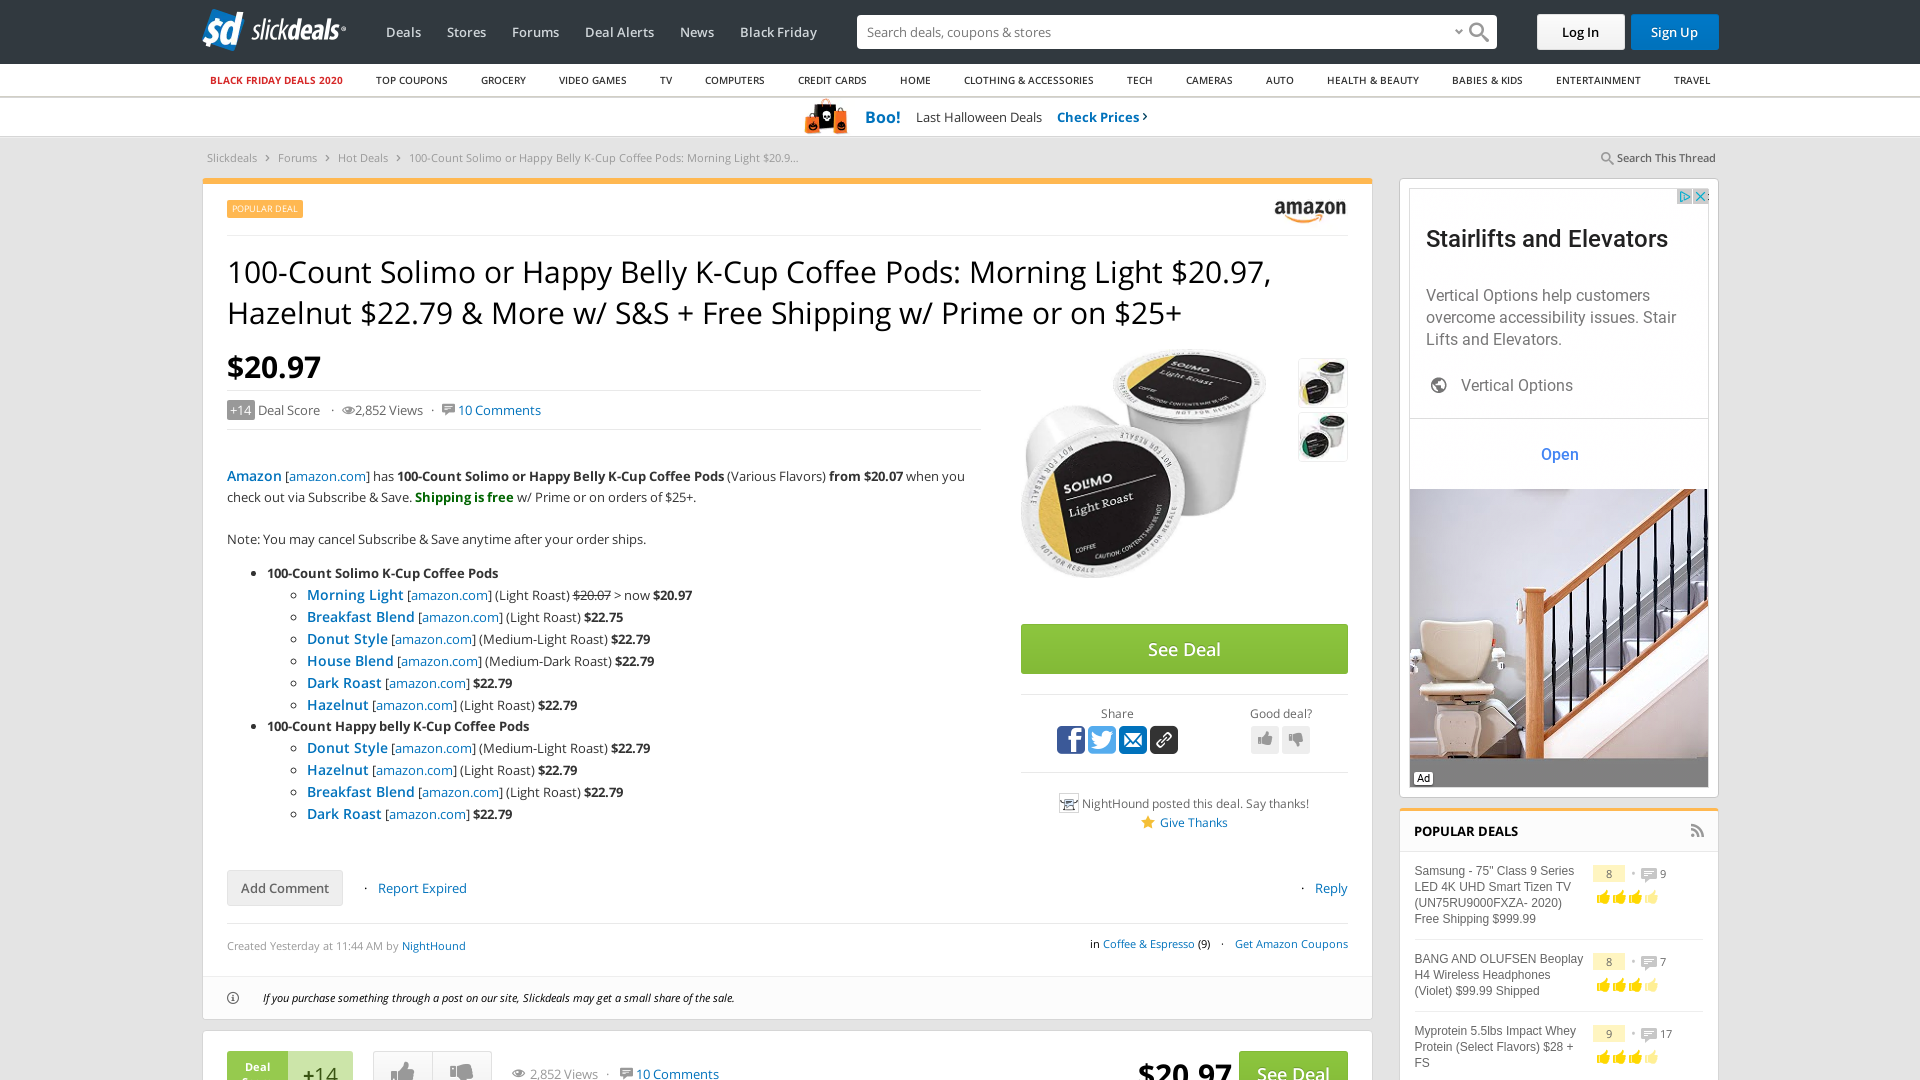 sd slickdeals
Deals Stores Forums Deal Alerts News Black Friday
Search deals, coupons & stores
Log In Sign Up
BLACK FRIDAY DEALS 2020 TOP COUPONS GROCERY VIDEO GAMES TV COMPUTERS CREDIT CARDS HOME CLOTHING & ACCESSORIES TECH CAMERAS AUTO HEALTH & BEAUTY BABIES & KIDS ENTERTAINMENT TRAVEL
Boo! Last Halloween Deals Check Prices
Slickdeals Forums Hot Deals 100-Count Solimo or Happy Belly K-Cup Coffee Pods: Morning Light $20.9...
Search This Thread
POPULAR DEAL
amazon
100-Count Solimo or Happy Belly K-Cup Coffee Pods: Morning Light $20.97,
Hazelnut $22.79 & More w/ S&S + Free Shipping w/ Prime or on $25+
$20.97
+14 Deal Score · 2,852 Views · 10 Comments
Amazon [amazon.com] has 100-Count Solimo or Happy Belly K-Cup Coffee Pods (Various Flavors) from $20.07 when you
check out via Subscribe & Save. Shipping is free w/ Prime or on orders of $25+.
Note: You may cancel Subscribe & Save anytime after your order ships.
100-Count Solimo K-Cup Coffee Pods
Morning Light [amazon.com] (Light Roast) $20.07 > now $20.97
Breakfast Blend [amazon.com] (Light Roast) $22.75
Donut Style [amazon.com] (Medium-Light Roast) $22.79
House Blend [amazon.com] (Medium-Dark Roast) $22.79
Dark Roast [amazon.com] $22.79
Hazelnut [amazon.com] (Light Roast) $22.79
100-Count Happy belly K-Cup Coffee Pods
Donut Style [amazon.com] (Medium-Light Roast) $22.79
Hazelnut [amazon.com] (Light Roast) $22.79
Breakfast Blend [amazon.com] (Light Roast) $22.79
Dark Roast [amazon.com] $22.79
SOLIMO
Light Roast
COFFEE
NOT FOR RESALE
SOLIMO
Light Roast
COFFEE
CAUTION, CONTENTS MAY BE HOT
NOT FOR RESALE
See Deal
Share
Good deal?
NightHound posted this deal. Say thanks!
Give Thanks
Add Comment · Report Expired
· Reply
Created Yesterday at 11:44 AM by NightHound
in Coffee & Espresso (9) · Get Amazon Coupons
If you purchase something through a post on our site, Slickdeals may get a small share of the sale.
Deal
+14
2,852 Views · 10 Comments
$20.97
See Deal
Stairlifts and Elevators
Vertical Options help customers
overcome accessibility issues. Stair
Lifts and Elevators.
Vertical Options
Open
Ad
POPULAR DEALS
Samsung - 75" Class 9 Series
LED 4K UHD Smart Tizen TV
(UN75RU9000FXZA- 2020)
Free Shipping $999.99
8 • 9
BANG AND OLUFSEN Beoplay
H4 Wireless Headphones
(Violet) $99.99 Shipped
8 • 7
Myprotein 5.5lbs Impact Whey
Protein (Select Flavors) $28 +
FS
9 • 17